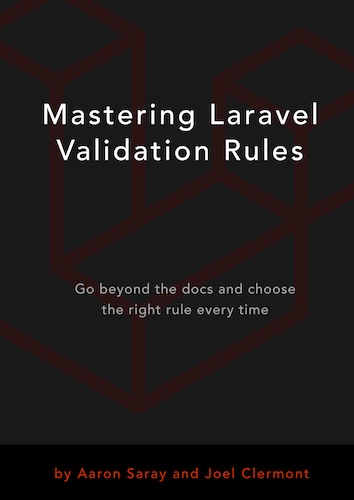 Mastering Laravel
Validation Rules
Go beyond the docs and choose
the right rule every time
by Aaron Saray and Joel Clermont